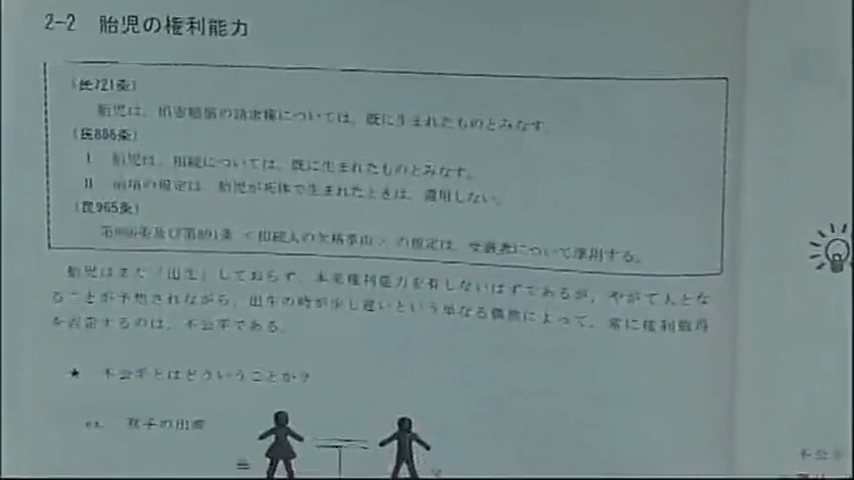 2-2 胎児の権利能力
(民721条)
胎児は、損害賠償の請求権については、既に生まれたものとみなす
(民886条)
I 胎児は、相続については、既に生まれたものとみなす。
II 前項の規定は、胎児が死体で生まれたときは、適用しない。
(民965条)
第886条及び第891条〈相続人の欠格事由〉の規定は、受遺者について準用する。
胎児はまだ「出生」しておらず、本来権利能力を有しないはずであるが、やがて人とな
ることが予想されながら、出生の時が少し遅いという単なる偶然によって、常に権利取得
を否定するのは、不公平である
★ 不公平とはどういうことか?
ex. 双子の出産
不公